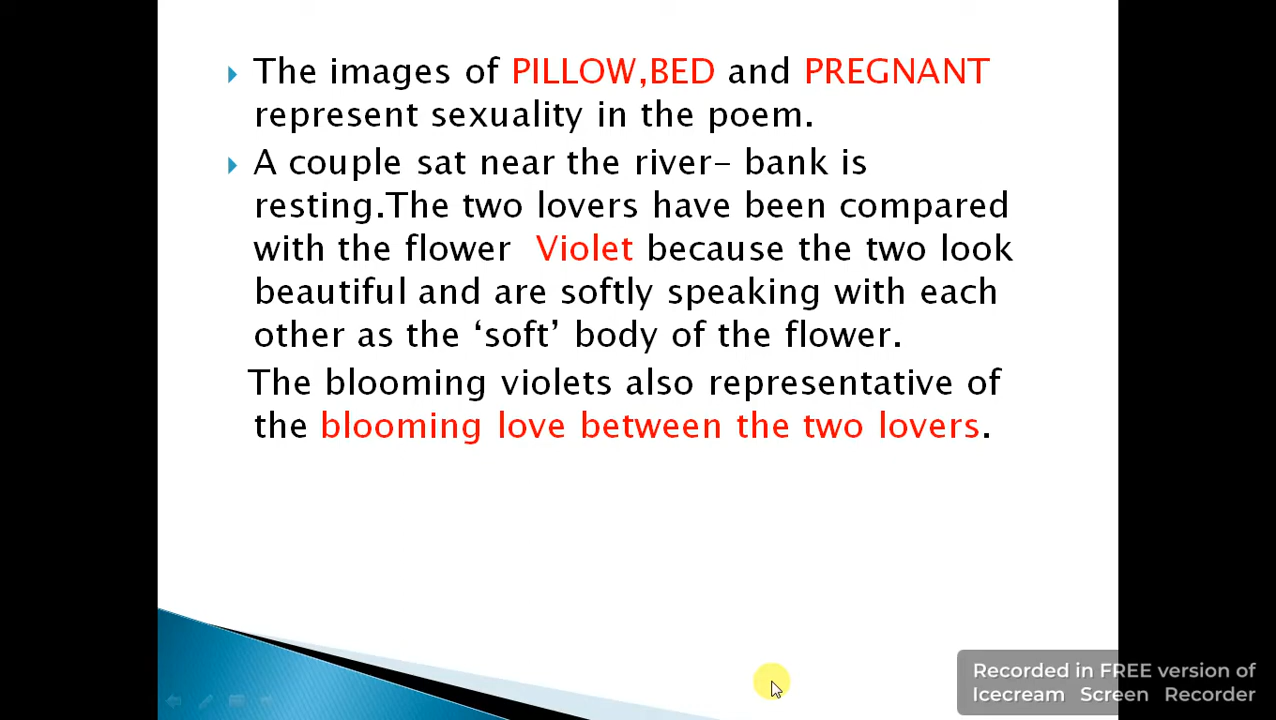 The images of PILLOW,BED and PREGNANT
represent sexuality in the poem.
A couple sat near the river- bank is
resting.The two lovers have been compared
with the flower Violet because the two look
beautiful and are softly speaking with each
other as the ‘soft’ body of the flower.
The blooming violets also representative of
the blooming love between the two lovers.
Recorded in FREE version of
Icecream Screen Recorder